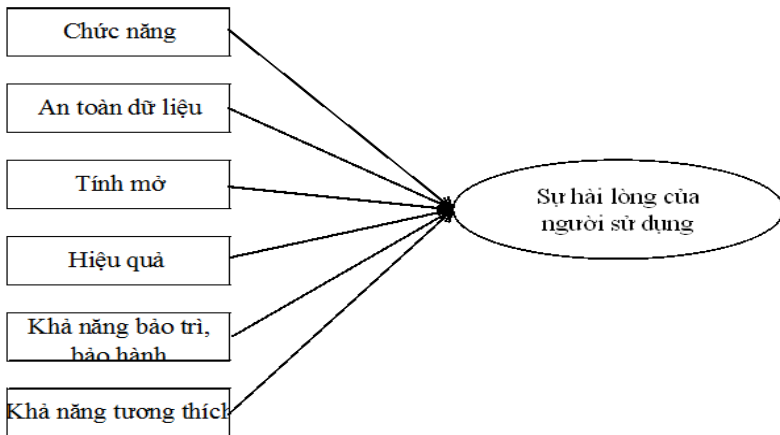 Chức năng
An toàn dữ liệu
Tính mở
Hiệu quả
Khả năng bảo trì,
bảo hành
Khả năng tương thích
Sự hài lòng của
người sử dụng